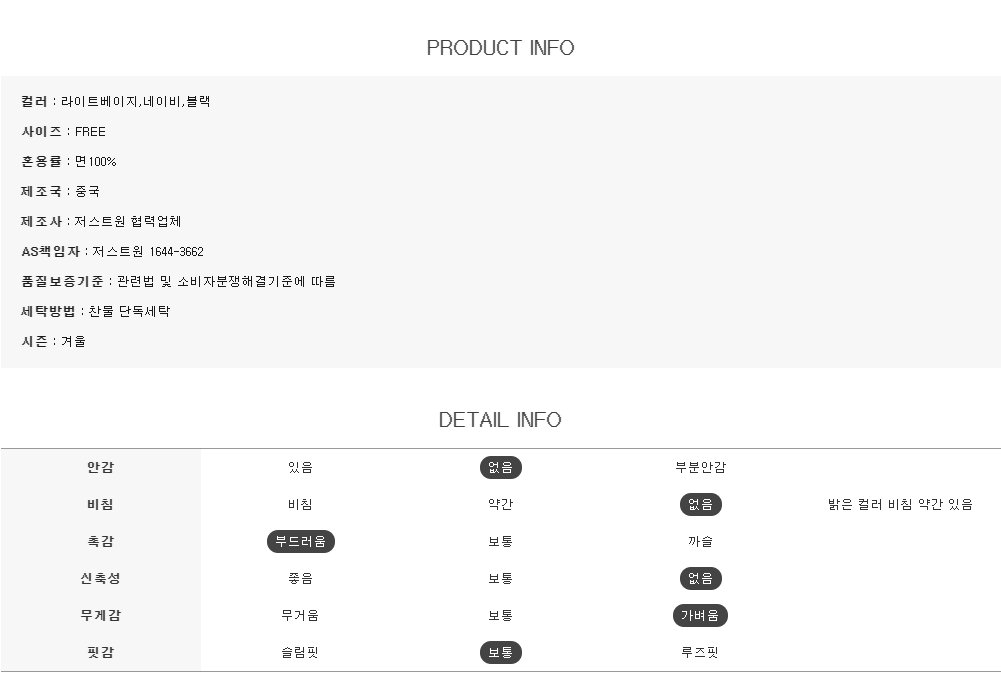 PRODUCT INFO
컬러 : 라이트베이지,네이비,블랙
사이즈 : FREE
혼용률 : 면100%
제조국 : 중국
제조사 : 저스트원 협력업체
AS책임자 : 저스트원 1644-3662
품질보증기준 : 관련법 및 소비자분쟁해결기준에 따름
세탁방법 : 찬물 단독세탁
시즌 : 겨울
DETAIL INFO
안감 있음 없음 부분안감
비침 비침 약간 없음 밝은 컬러 비침 약간 있음
촉감 부드러움 보통 까슬
신축성 좋음 보통 없음
무게감 무거움 보통 가벼움
핏감 슬림핏 보통 루즈핏